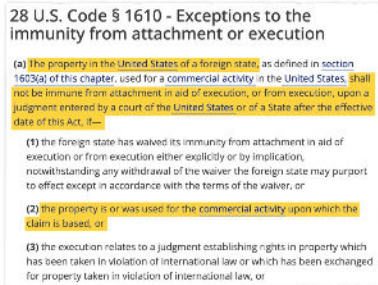 28 U.S. Code § 1610 - Exceptions to the
immunity from attachment or execution
(a) The property in the United States of a foreign state, as defined in section
1603(a) of this chapter, used for a commercial activity in the United States, shall
not be immune from attachment in aid of execution, or from execution, upon a
judgment entered by a court of the United States or of a State after the effective
date of this Act, if—
(1) the foreign state has waived its immunity from attachment in aid of
execution or from execution either explicitly or by implication,
notwithstanding any withdrawal of the waiver the foreign state may purport
to effect except in accordance with the terms of the waiver, or
(2) the property is or was used for the commercial activity upon which the
claim is based, or
(3) the execution relates to a judgment establishing rights in property which
has been taken in violation of international law or which has been exchanged
for property taken in violation of international law, or